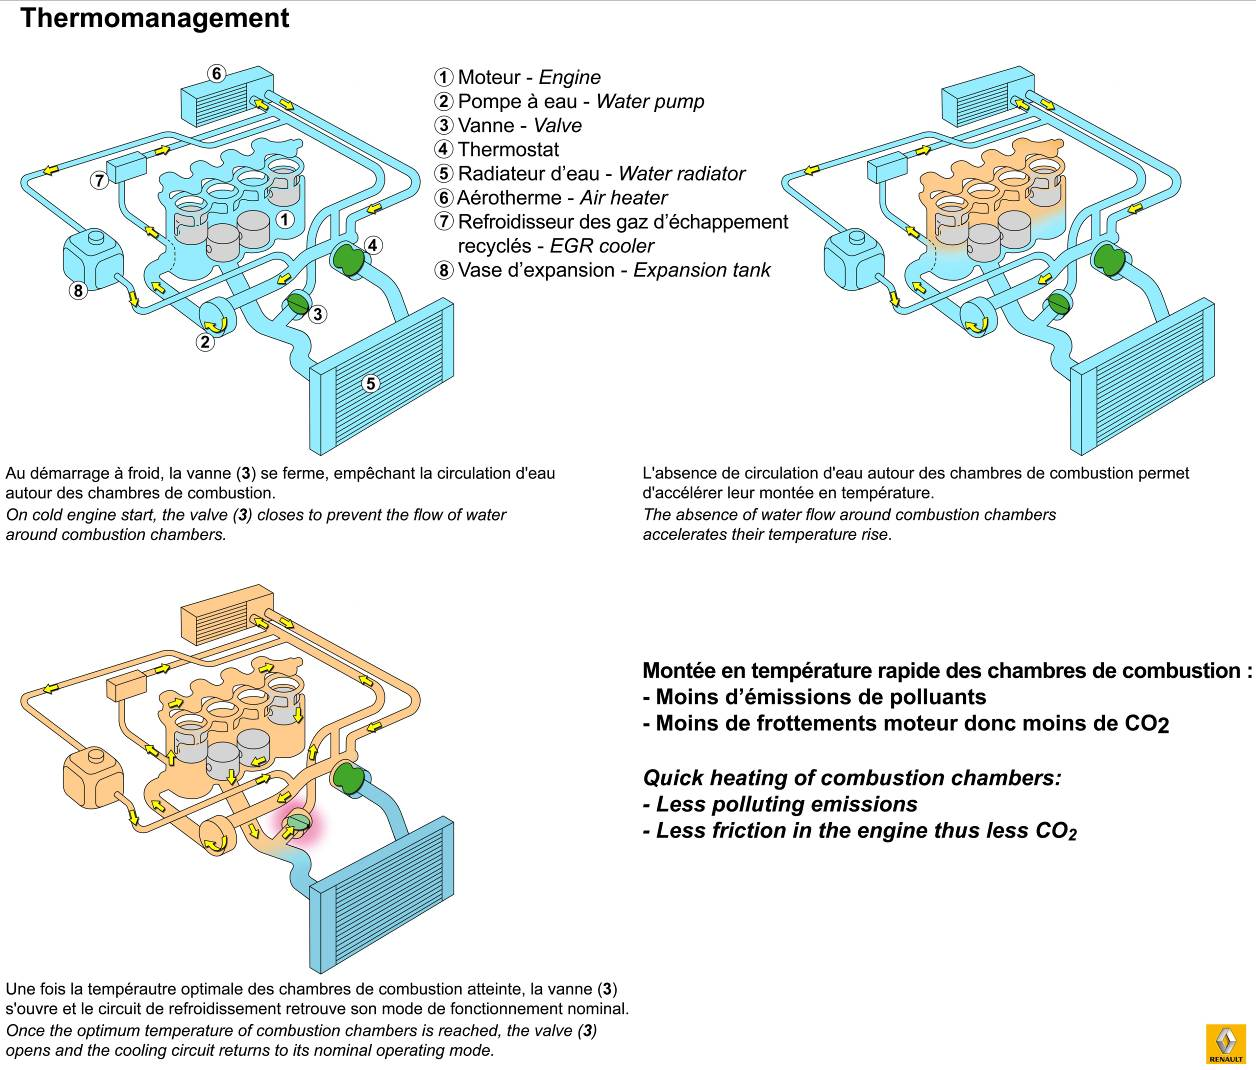 Thermomanagement
① Moteur - Engine
② Pompe à eau - Water pump
③ Vanne - Valve
④ Thermostat
⑤ Radiateur d'eau - Water radiator
⑥ Aérotherme - Air heater
⑦ Refroidisseur des gaz d'échappement
recyclés - EGR cooler
⑧ Vase d'expansion - Expansion tank
6
7
1
4
8
3
2
5
Au démarrage à froid, la vanne (3) se ferme, empêchant la circulation d'eau
autour des chambres de combustion.
On cold engine start, the valve (3) closes to prevent the flow of water
around combustion chambers.
L'absence de circulation d'eau autour des chambres de combustion permet
d'accélérer leur montée en température.
The absence of water flow around combustion chambers
accelerates their temperature rise.
Montée en température rapide des chambres de combustion :
- Moins d'émissions de polluants
- Moins de frottements moteur donc moins de CO2
Quick heating of combustion chambers:
- Less polluting emissions
- Less friction in the engine thus less CO2
Une fois la tempérautre optimale des chambres de combustion atteinte, la vanne (3)
s'ouvre et le circuit de refroidissement retrouve son mode de fonctionnement nominal.
Once the optimum temperature of combustion chambers is reached, the valve (3)
opens and the cooling circuit returns to its nominal operating mode.
RENAULT